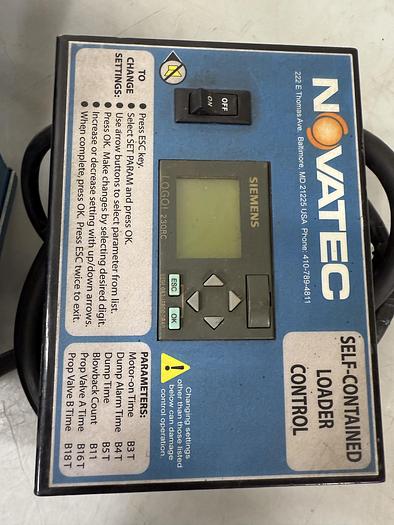 NOVATEC
222 E Thomas Ave. Baltimore, MD 21225 USA Phone: 410-789-4811
SELF-CONTAINED
LOADER
CONTROL
OFF
ON
SIEMENS
LOGO! 230RC
ESC
OK
Changing settings
other than those listed
below can damage
control operation.
TO
CHANGE
SETTINGS:
● Press ESC key.
● Select SET PARAM and press OK.
● Use arrow buttons to select parameter from list.
● Press OK. Make changes by selecting desired digit.
● Increase or decrease setting with up/down arrows.
● When complete, press OK. Press ESC twice to exit.
PARAMETERS:
Motor-on Time B3 T
Dump Alarm Time B4 T
Dump Time B5 T
Blowback Count B11
Prop Valve A Time B16 T
Prop Valve B Time B18 T